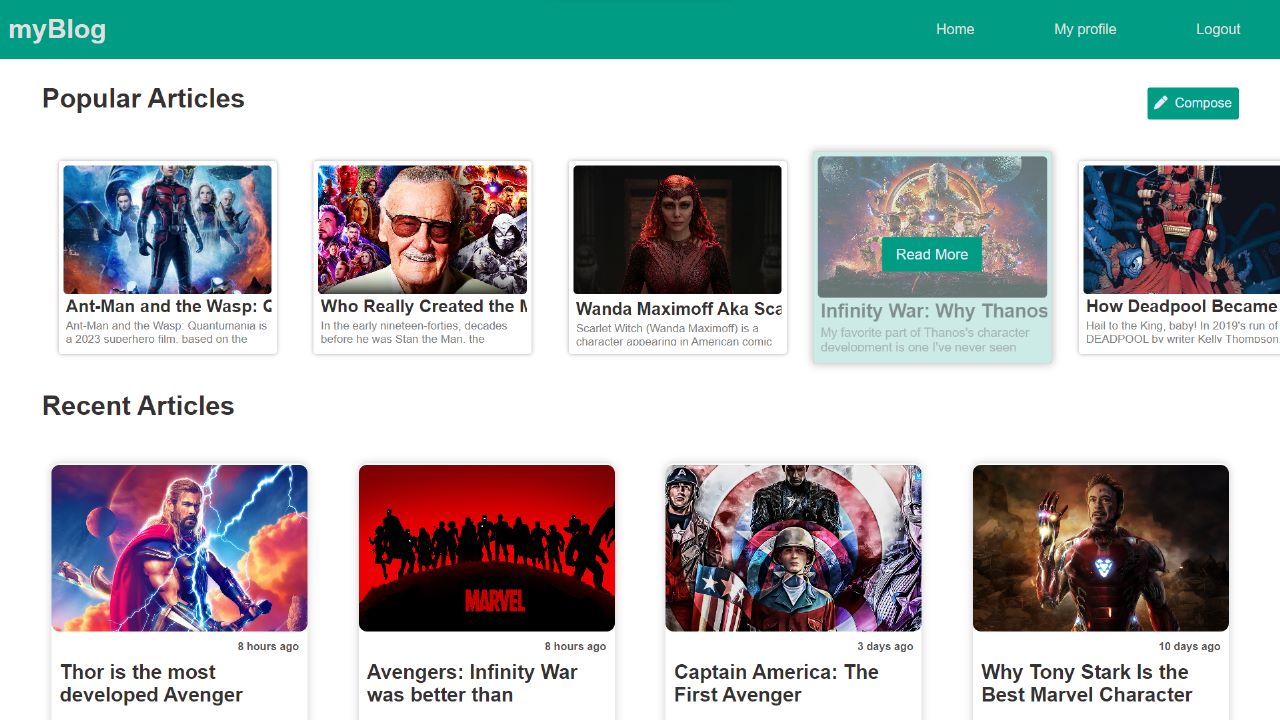 myBlog
Home
My profile
Logout
Popular Articles
Compose
Ant-Man and the Wasp: Q
Ant-Man and the Wasp: Quantumania is
a 2023 superhero film, based on the
Who Really Created the M
In the early nineteen-forties, decades
before he was Stan the Man, the
Wanda Maximoff Aka Sca
Scarlet Witch (Wanda Maximoff) is a
character appearing in American comic
Read More
Infinity War: Why Thanos
My favorite part of Thanos's character
development is one I've never seen
How Deadpool Became
Hail to the King, baby! In 2019's run of
DEADPOOL by writer Kelly Thompson,
Recent Articles
8 hours ago
Thor is the most
developed Avenger
MARVEL
8 hours ago
Avengers: Infinity War
was better than
3 days ago
Captain America: The
First Avenger
10 days ago
Why Tony Stark Is the
Best Marvel Character